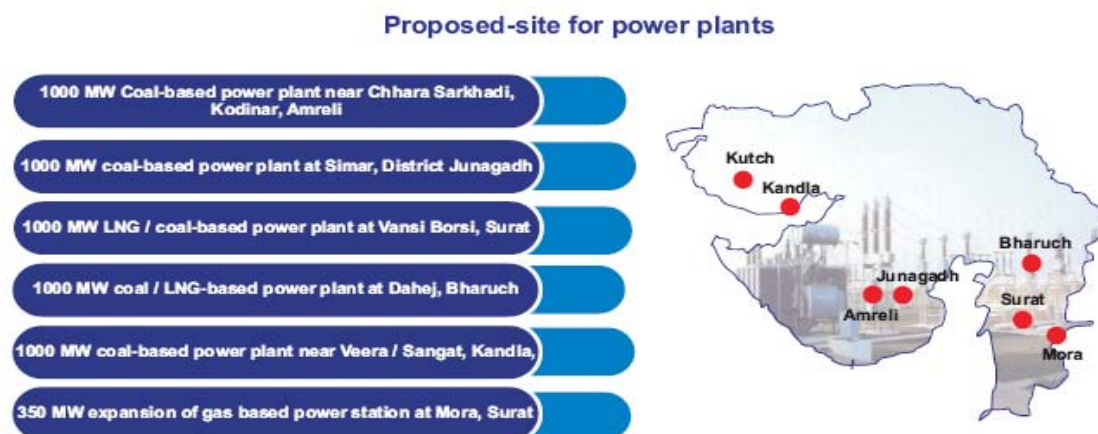 Proposed-site for power plants
1000 MW Coal-based power plant near Chhara Sarkhadi,
Kodinar, Amreli
1000 MW coal-based power plant at Simar, District Junagadh
1000 MW LNG / coal-based power plant at Vansi Borsi, Surat
1000 MW coal / LNG-based power plant at Dahej, Bharuch
1000 MW coal-based power plant near Veera / Sangat, Kandla,
350 MW expansion of gas based power station at Mora, Surat
Kutch
Kandla
Bharuch
Junagadh
Amreli
Surat
Mora